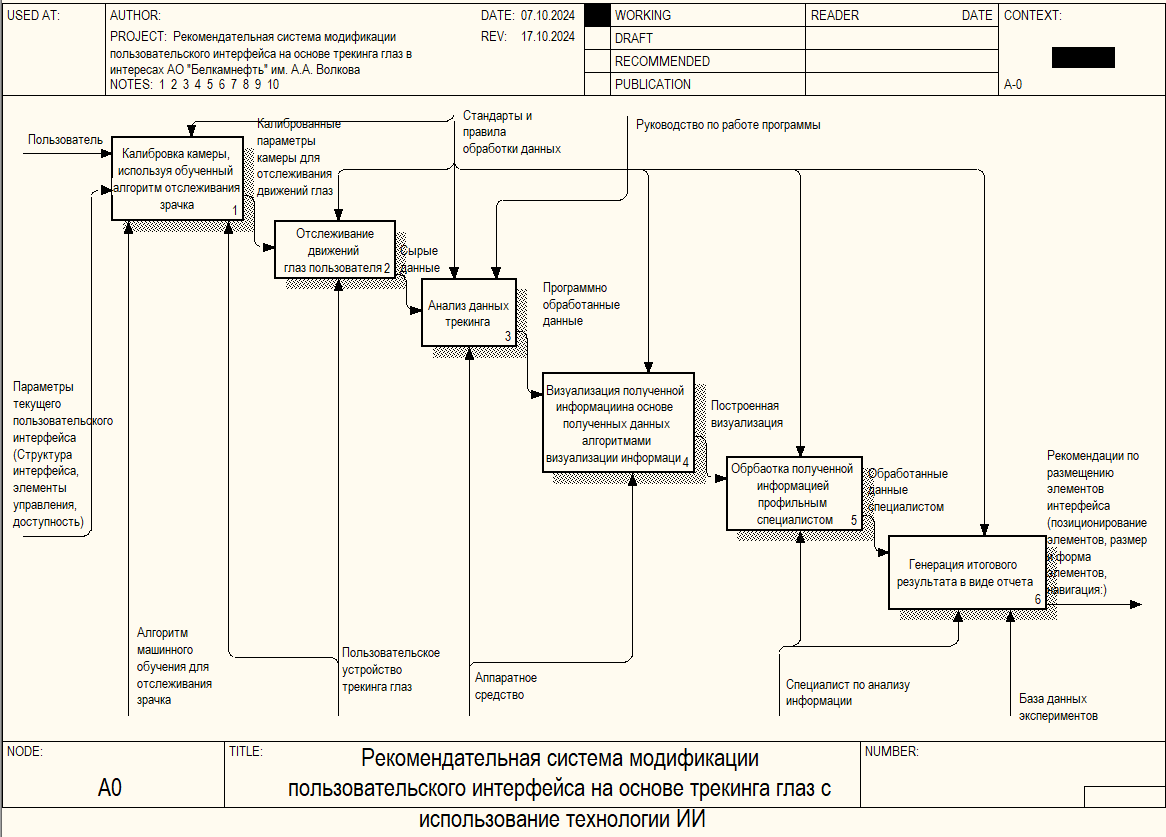 USED AT:
AUTHOR:
DATE: 07.10.2024
PROJECT: Рекомендательная система модификации
REV: 17.10.2024
пользовательского интерфейса на основе трекинга глаз в
интересах АО "Белкамнефть" им. А.А. Волкова
NOTES: 1 2 3 4 5 6 7 8 9 10
WORKING
DRAFT
RECOMMENDED
PUBLICATION
READER
DATE
CONTEXT:
A-0
Пользователь
Калибровка камеры,
используя обученный
алгоритм отслеживания
зрачка
1
Калиброванные
параметры
камеры для
отслеживания
движений глаз
Стандарты и
правила
обработки данных
Руководство по работе программы
Отслеживание
движений
глаз пользователя
2
Сырые
данные
Анализ данных
трекинга
3
Программно
обработанные
данные
Параметры
текущего
пользовательского
интерфейса
(Структура
интерфейса,
элементы
управления,
доступность)
Визуализация полученной
информациина основе
полученных данных
алгоритмами
визуализации информаци
4
Построенная
визуализация
Обрбаотка полученной
информацией
профильным
специалистом
5
Обработанные
данные
специалистом
Генерация итогового
результата в виде отчета
6
Рекомендации по
размещению
элементов
интерфейса
(позиционирование
элементов, размер
и форма
элементов,
навигация:)
Алгоритм
машинного
обучения для
отслеживания
зрачка
Пользовательское
устройство
трекинга глаз
Аппаратное
средство
Специалист по анализу
информации
База данных
экспериментов
NODE:
A0
TITLE:
Рекомендательная система модификации
пользовательского интерфейса на основе трекинга глаз с
использование технологии ИИ
NUMBER: